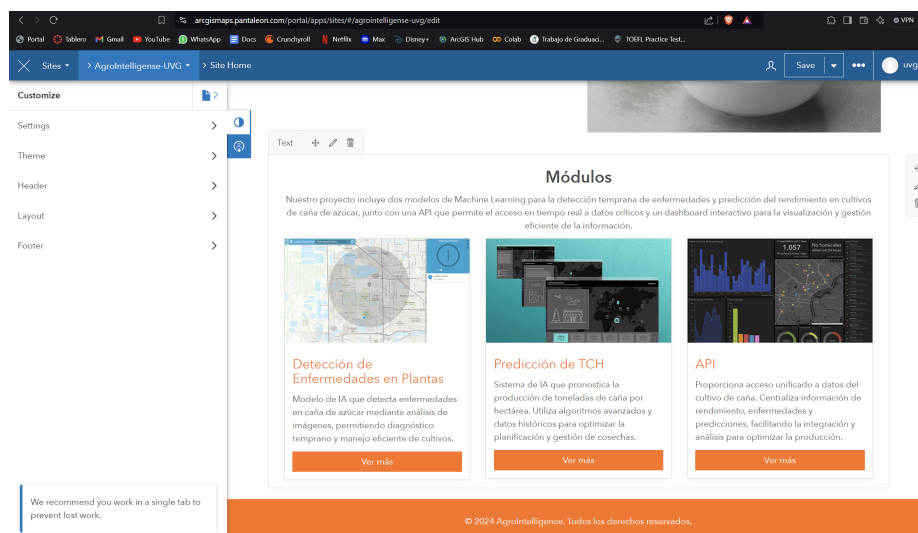 arcgismaps.pantaleon.com/portal/apps/sites/#/agrointelligense-uvg/edit
VPN
Portal Tablero Gmail YouTube WhatsApp Docs Crunchyroll Netflix Max Disney+ ArcGIS Hub Colab Trabajo de Graduaci... TOEFL Practice Test...
Sites > AgroIntelligense-UVG > Site Home Save uvg
Customize 2
Settings
Theme
Header
Layout
Footer
We recommend you work in a single tab to
prevent lost work.
Text
Módulos
Nuestro proyecto incluye dos modelos de Machine Learning para la detección temprana de enfermedades y predicción del rendimiento en cultivos
de caña de azúcar, junto con una API que permite el acceso en tiempo real a datos críticos y un dashboard interactivo para la visualización y gestión
eficiente de la información.
1,057
No homicides
Detección de
Enfermedades en Plantas
Modelo de IA que detecta enfermedades
en caña de azúcar mediante análisis de
imágenes, permitiendo diagnóstico
temprano y manejo eficiente de cultivos.
Ver más
Predicción de TCH
Sistema de IA que pronostica la
producción de toneladas de caña por
hectárea. Utiliza algoritmos avanzados y
datos históricos para optimizar la
planificación y gestión de cosechas.
Ver más
API
Proporciona acceso unificado a datos del
cultivo de caña. Centraliza información de
rendimiento, enfermedades y
predicciones, facilitando la integración y
análisis para optimizar la producción.
Ver más
© 2024 AgroIntelligence. Todos los derechos reservados.